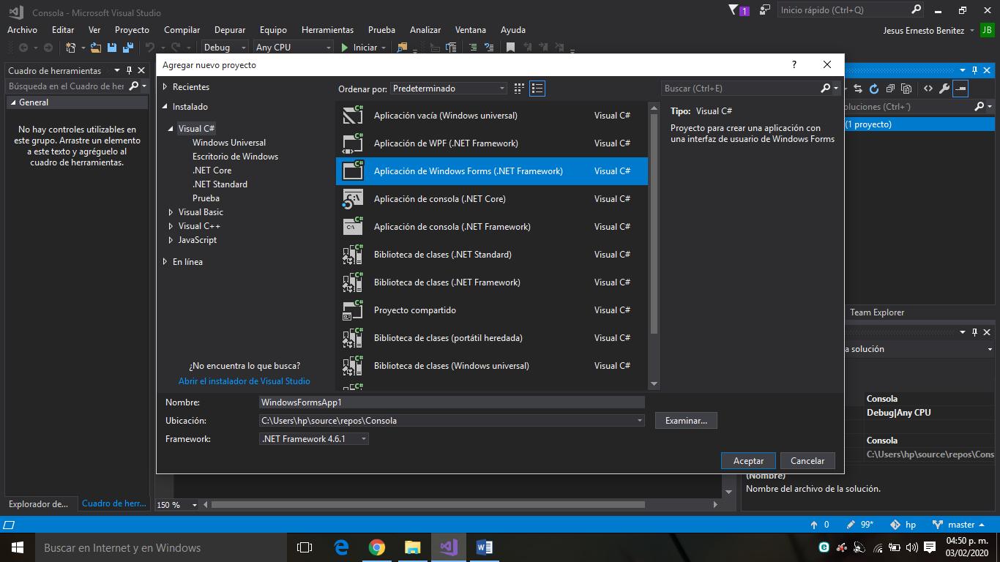 Consola - Microsoft Visual Studio
1
Inicio rápido (Ctrl+Q)
Archivo Editar Ver Proyecto Compilar Depurar Equipo Herramientas Prueba Analizar Ventana Ayuda
Jesus Ernesto Benitez JB
Debug Any CPU Iniciar
Cuadro de herramientas
Búsqueda en el Cuadro de her
General
No hay controles utilizables en
este grupo. Arrastre un elemento
a este texto y agréguelo al
cuadro de herramientas.
Explorador de... Cuadro de herr...
Agregar nuevo proyecto
Recientes
Instalado
Visual C#
Windows Universal
Escritorio de Windows
.NET Core
.NET Standard
Prueba
Visual Basic
Visual C++
JavaScript
En línea
¿No encuentra lo que busca?
Abrir el instalador de Visual Studio
Ordenar por: Predeterminado
Buscar (Ctrl+E)
Aplicación vacía (Windows universal) Visual C#
Aplicación de WPF (.NET Framework) Visual C#
Aplicación de Windows Forms (.NET Framework) Visual C#
Aplicación de consola (.NET Core) Visual C#
Aplicación de consola (.NET Framework) Visual C#
Biblioteca de clases (.NET Standard) Visual C#
Biblioteca de clases (.NET Framework) Visual C#
Proyecto compartido Visual C#
Biblioteca de clases (portátil heredada) Visual C#
Biblioteca de clases (Windows universal) Visual C#
Tipo: Visual C#
Proyecto para crear una aplicación con
una interfaz de usuario de Windows Forms
Nombre: WindowsFormsApp1
Ubicación: C:\Users\hp\source\repos\Consola
Examinar...
Framework: .NET Framework 4.6.1
Aceptar Cancelar
oluciones (Ctrl+´)
(1 proyecto)
Team Explorer
a solución
Consola
Debug|Any CPU
Consola
C:\Users\hp\source\repos\Cons
(Nombre)
Nombre del archivo de la solución.
150 %
0 99* hp master
Buscar en Internet y en Windows
04:50 p. m.
03/02/2020